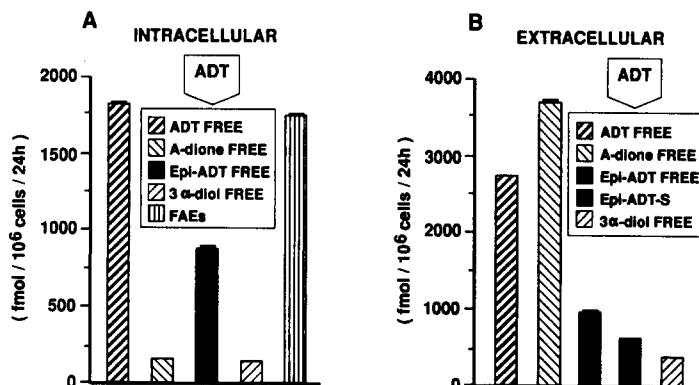 A
INTRACELLULAR
ADT
2000
1500
1000
500
0
( fmol / 10⁶ cells / 24h )
ADT FREE
A-dione FREE
Epi-ADT FREE
3α-diol FREE
FAEs
B
EXTRACELLULAR
ADT
4000
3000
2000
1000
0
( fmol / 10⁶ cells / 24h )
ADT FREE
A-dione FREE
Epi-ADT FREE
Epi-ADT-S
3α-diol FREE